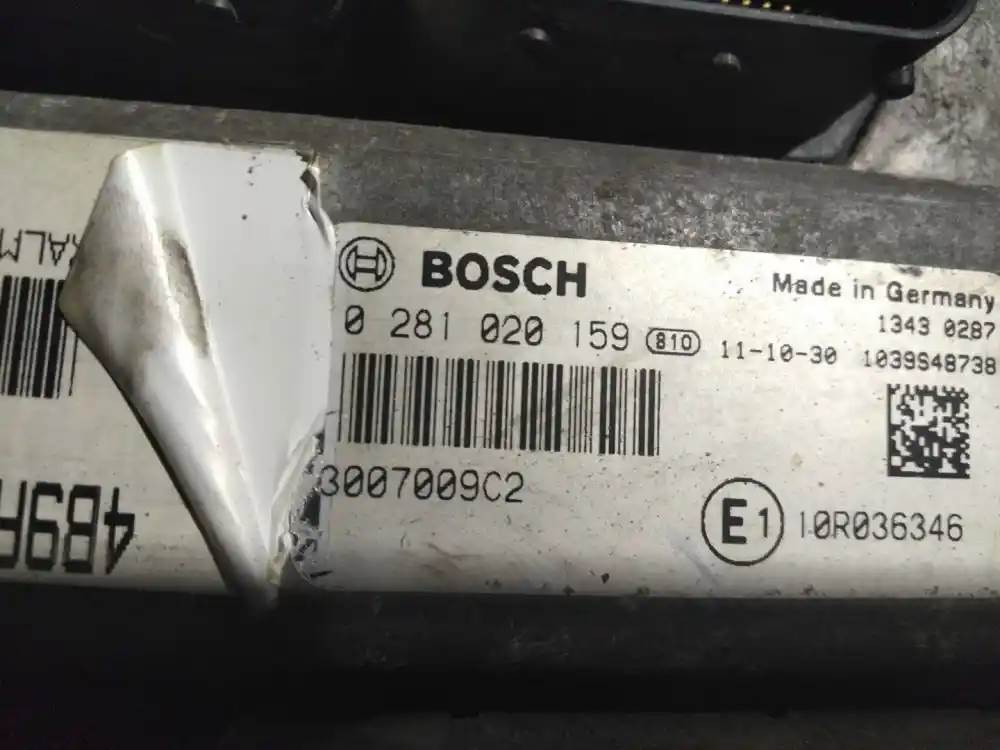 BOSCH
Made in Germany
1343 0287
0 281 020 159 810 11-10-30 1039S48738
3007009C2
E1 10R036346